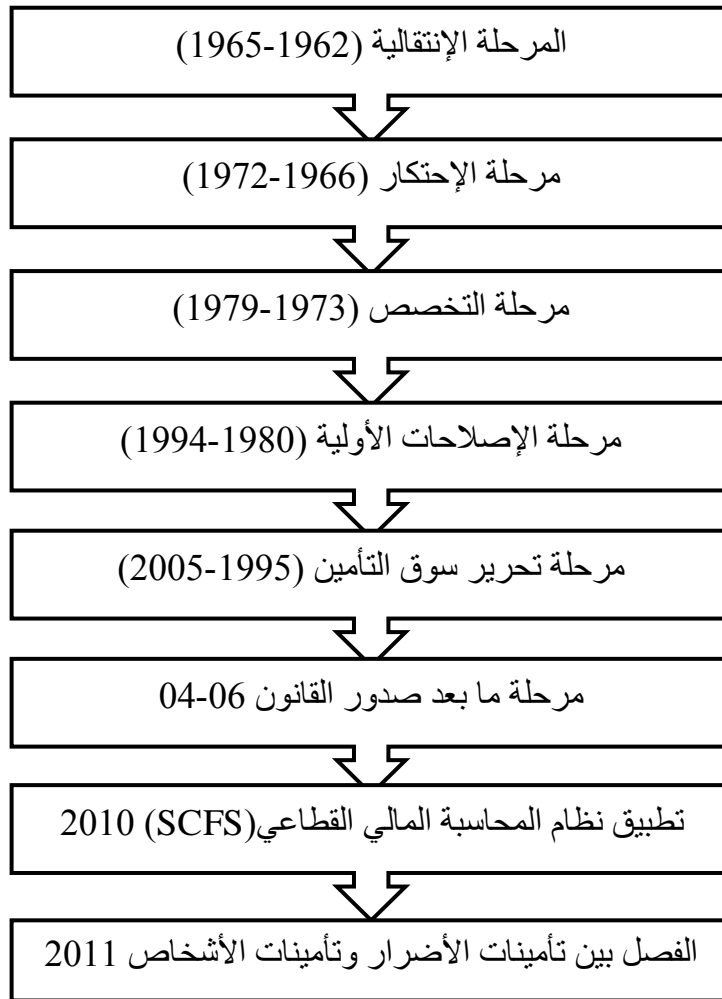 المرحلة الإنتقالية (1962-1965)
مرحلة الإحتكار (1966-1972)
مرحلة التخصص (1973-1979)
مرحلة الإصلاحات الأولية (1980-1994)
مرحلة تحرير سوق التأمين (1995-2005)
مرحلة ما بعد صدور القانون 06-04
تطبيق نظام المحاسبة المالي القطاعي(SCFS) 2010
الفصل بين تأمينات الأضرار وتأمينات الأشخاص 2011